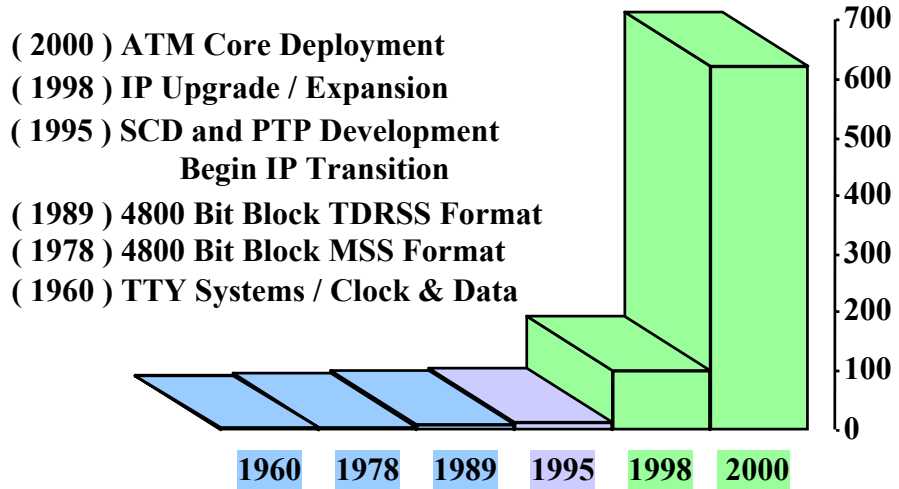 ( 2000 ) ATM Core Deployment
( 1998 ) IP Upgrade / Expansion
( 1995 ) SCD and PTP Development
Begin IP Transition
( 1989 ) 4800 Bit Block TDRSS Format
( 1978 ) 4800 Bit Block MSS Format
( 1960 ) TTY Systems / Clock & Data
700
600
500
400
300
200
100
0
1960 1978 1989 1995 1998 2000